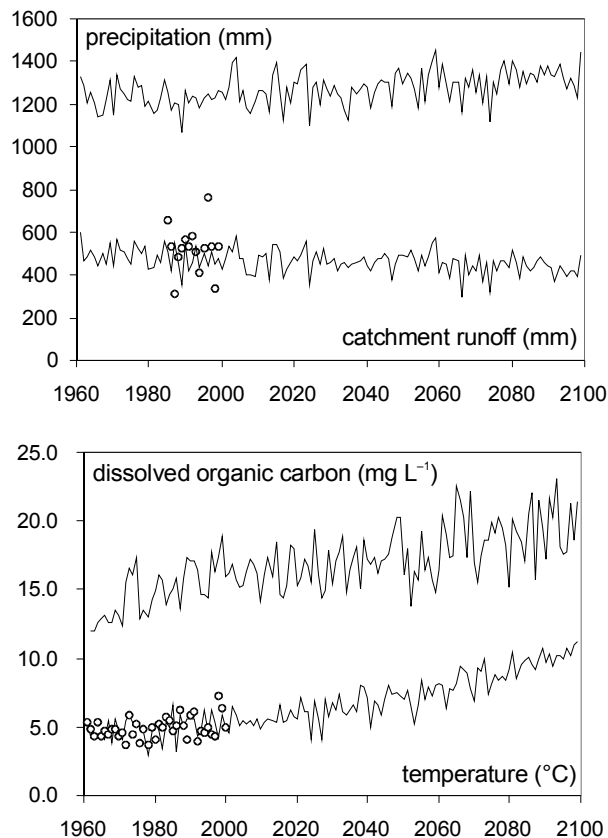 1600
precipitation (mm)
1400
1200
1000
800
600
400
200
catchment runoff (mm)
0
1960 1980 2000 2020 2040 2060 2080 2100
25.0
dissolved organic carbon (mg L⁻¹)
20.0
15.0
10.0
5.0
temperature (°C)
0.0
1960 1980 2000 2020 2040 2060 2080 2100